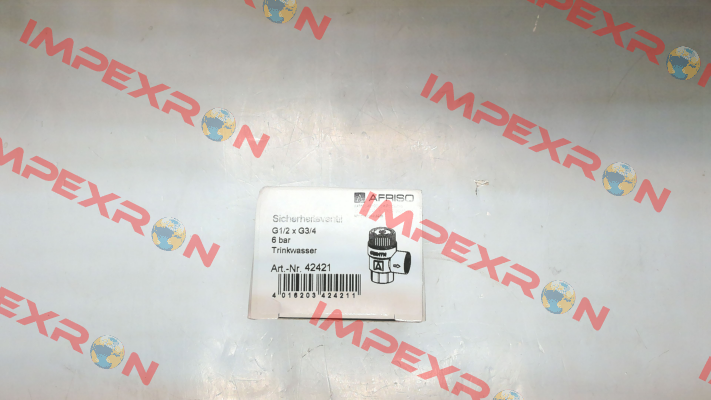 IMPEXRON
IMPEXRON
IMPEXRON
IMPEXRON
IMPEXRON
IMPEXRON
IMPEXRON
IMPEXRON
AFRISO
Sicherheitsventil
G1/2 x G3/4
6 bar
Trinkwasser
Art.-Nr. 42421
4 018203 424211